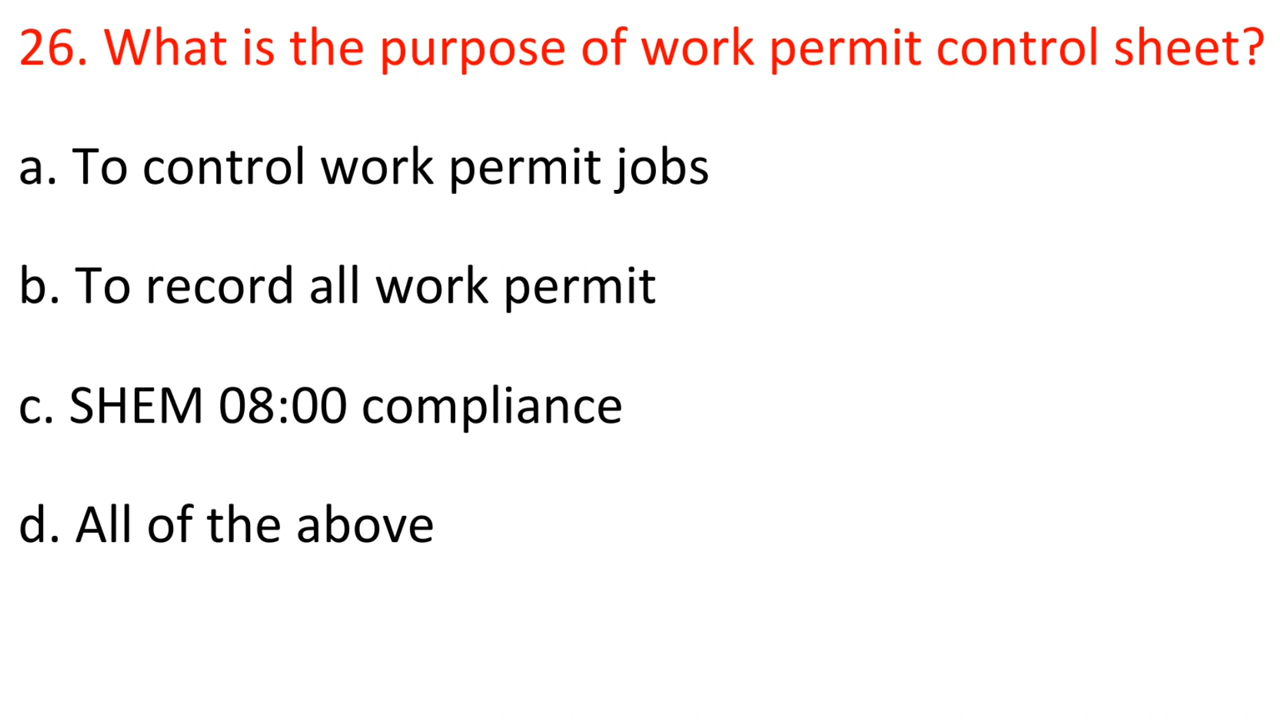 26. What is the purpose of work permit control sheet?
a. To control work permit jobs
b. To record all work permit
c. SHEM 08:00 compliance
d. All of the above